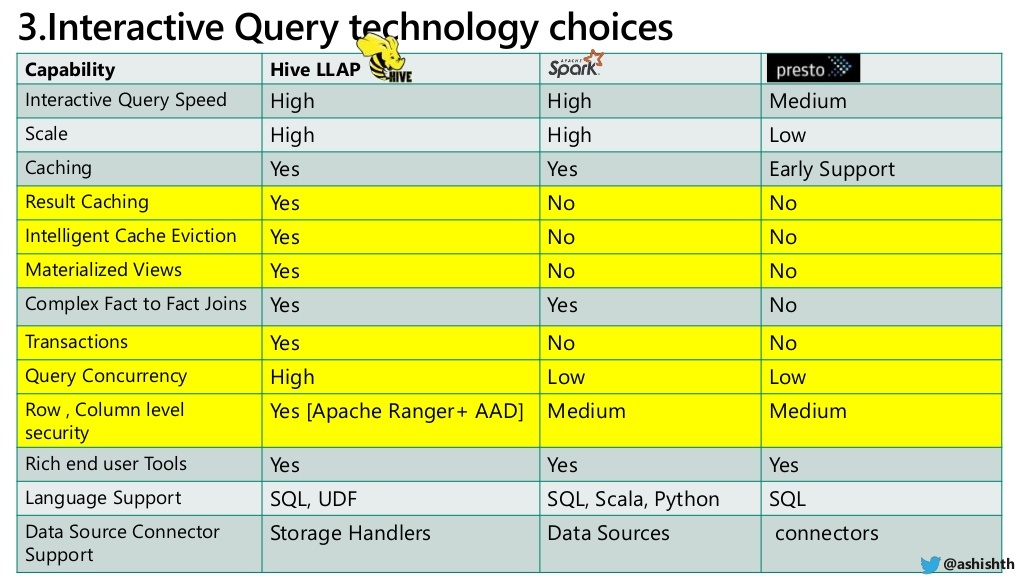 3.Interactive Query technology choices
Capability Hive LLAP HIVE APACHE Spark presto
Interactive Query Speed High High Medium
Scale High High Low
Caching Yes Yes Early Support
Result Caching Yes No No
Intelligent Cache Eviction Yes No No
Materialized Views Yes No No
Complex Fact to Fact Joins Yes Yes No
Transactions Yes No No
Query Concurrency High Low Low
Row , Column level Yes [Apache Ranger+ AAD] Medium Medium
security
Rich end user Tools Yes Yes Yes
Language Support SQL, UDF SQL, Scala, Python SQL
Data Source Connector Storage Handlers Data Sources connectors
Support
@ashishth